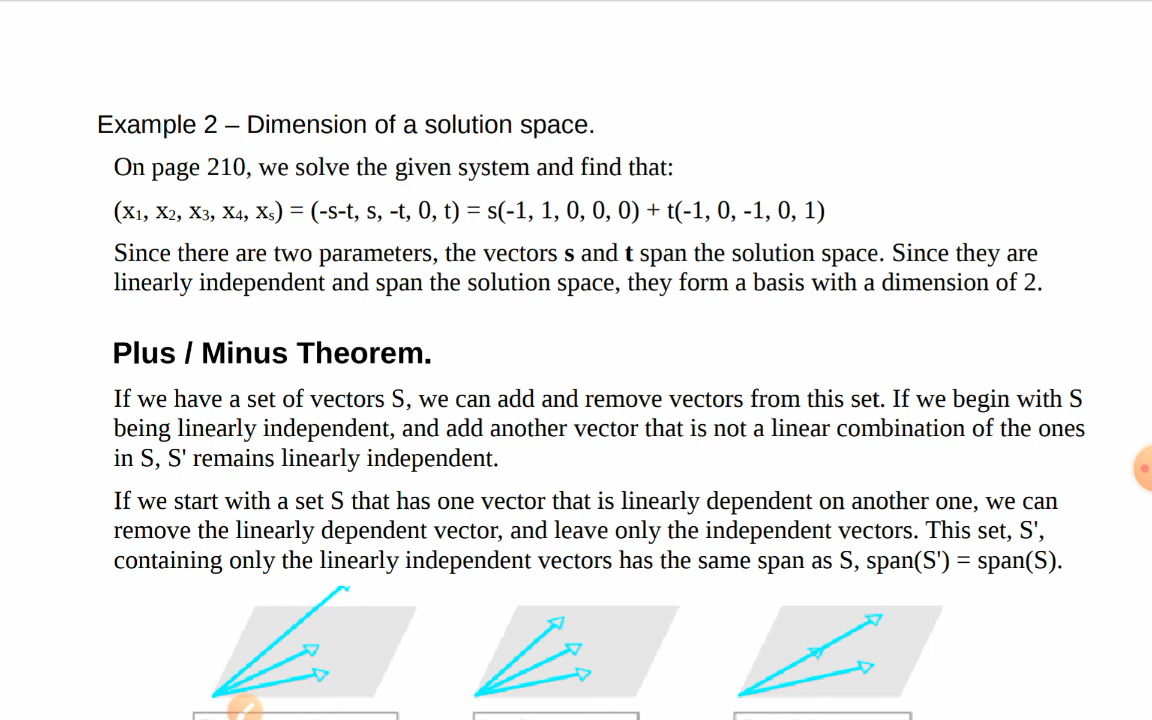 Example 2 – Dimension of a solution space.
On page 210, we solve the given system and find that:
(x₁, x₂, x₃, x₄, xₛ) = (-s-t, s, -t, 0, t) = s(-1, 1, 0, 0, 0) + t(-1, 0, -1, 0, 1)
Since there are two parameters, the vectors s and t span the solution space. Since they are
linearly independent and span the solution space, they form a basis with a dimension of 2.
Plus / Minus Theorem.
If we have a set of vectors S, we can add and remove vectors from this set. If we begin with S
being linearly independent, and add another vector that is not a linear combination of the ones
in S, S' remains linearly independent.
If we start with a set S that has one vector that is linearly dependent on another one, we can
remove the linearly dependent vector, and leave only the independent vectors. This set, S',
containing only the linearly independent vectors has the same span as S, span(S') = span(S).